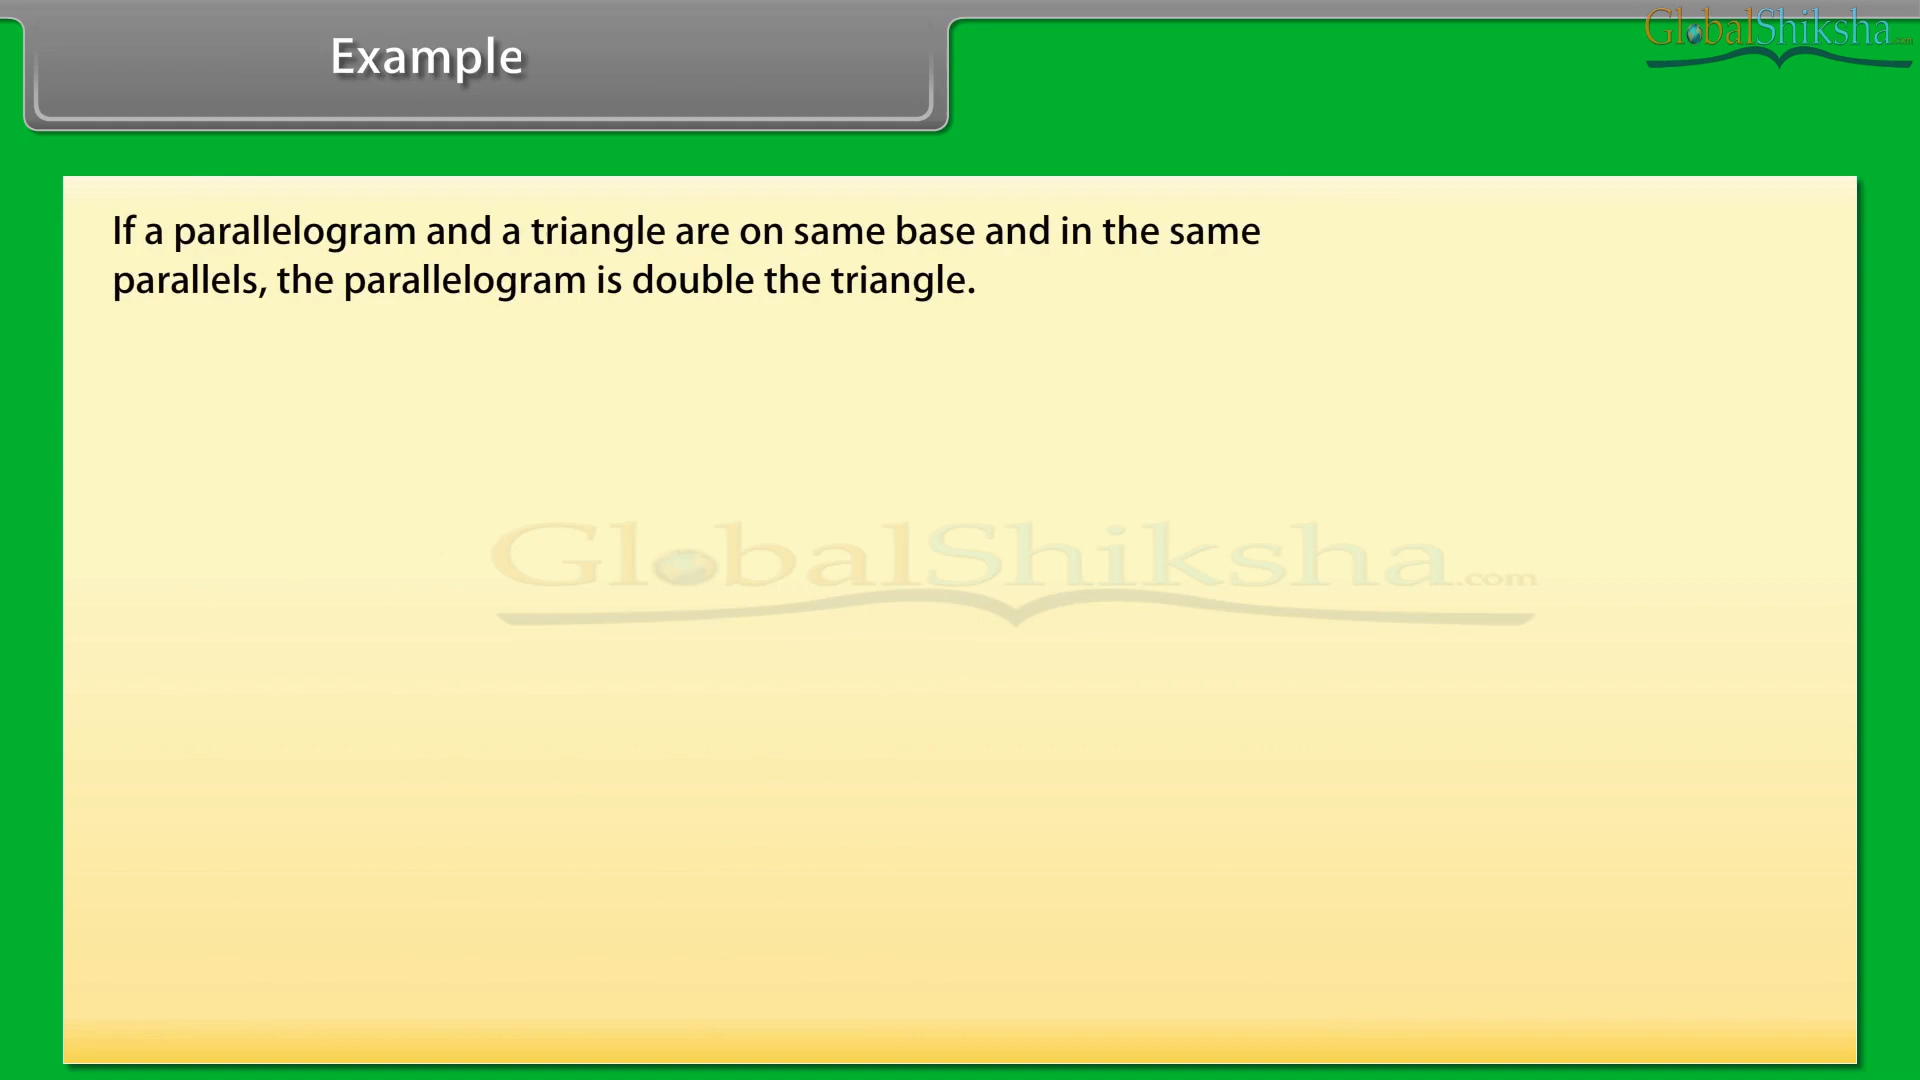 Example
GlobalShiksha.com
If a parallelogram and a triangle are on same base and in the same
parallels, the parallelogram is double the triangle.
GlobalShiksha.com